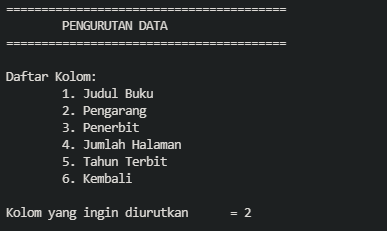 ========================================
PENGURUTAN DATA
========================================
Daftar Kolom:
1. Judul Buku
2. Pengarang
3. Penerbit
4. Jumlah Halaman
5. Tahun Terbit
6. Kembali
Kolom yang ingin diurutkan = 2